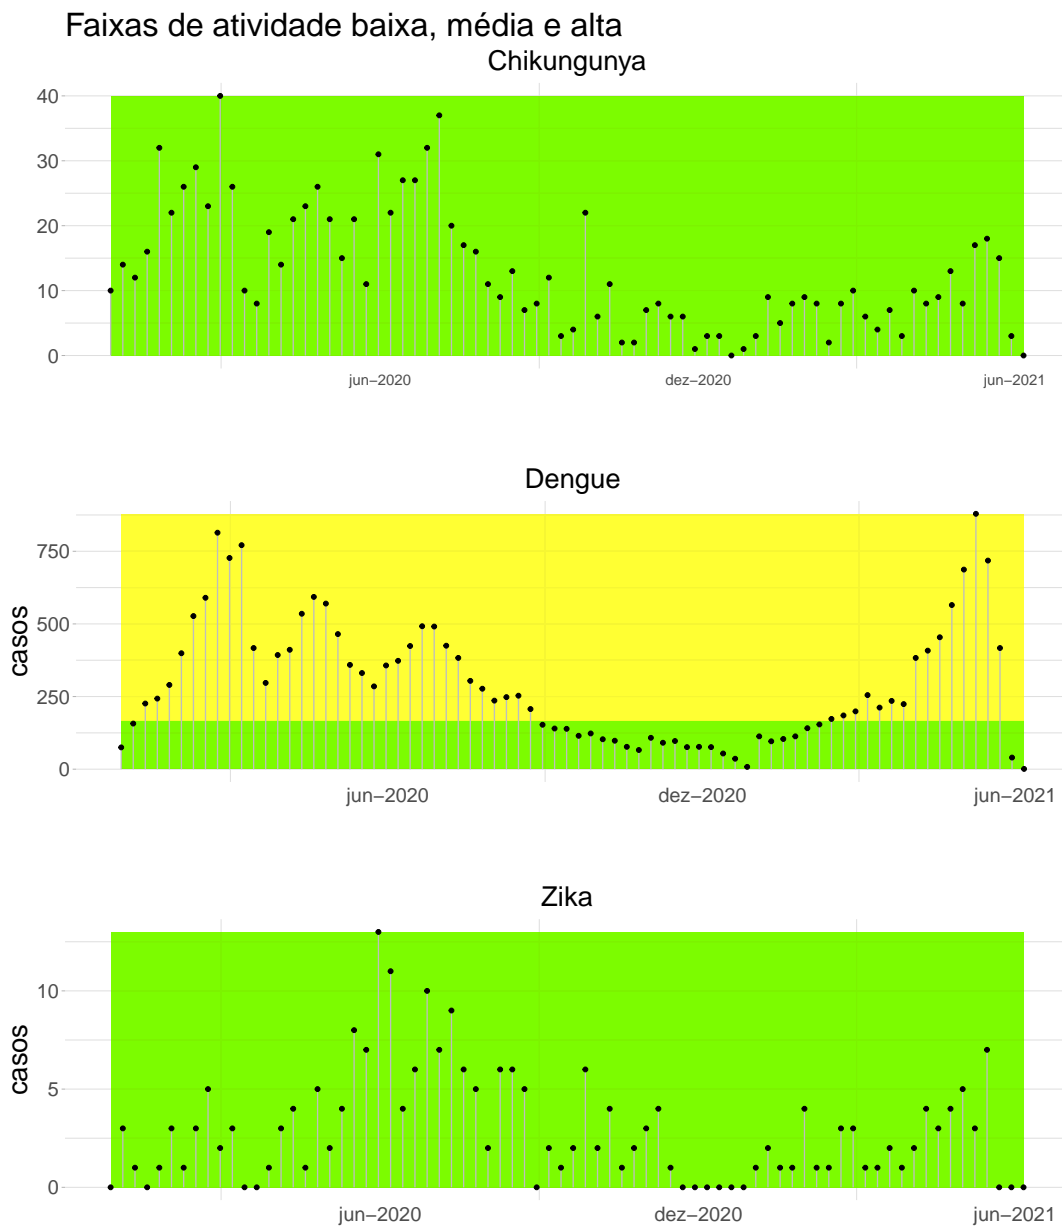 Faixas de atividade baixa, média e alta
Chikungunya
40
30
20
10
0
jun−2020 dez−2020 jun−2021
Dengue
casos
750
500
250
0
jun−2020 dez−2020 jun−2021
Zika
casos
10
5
0
jun−2020 dez−2020 jun−2021